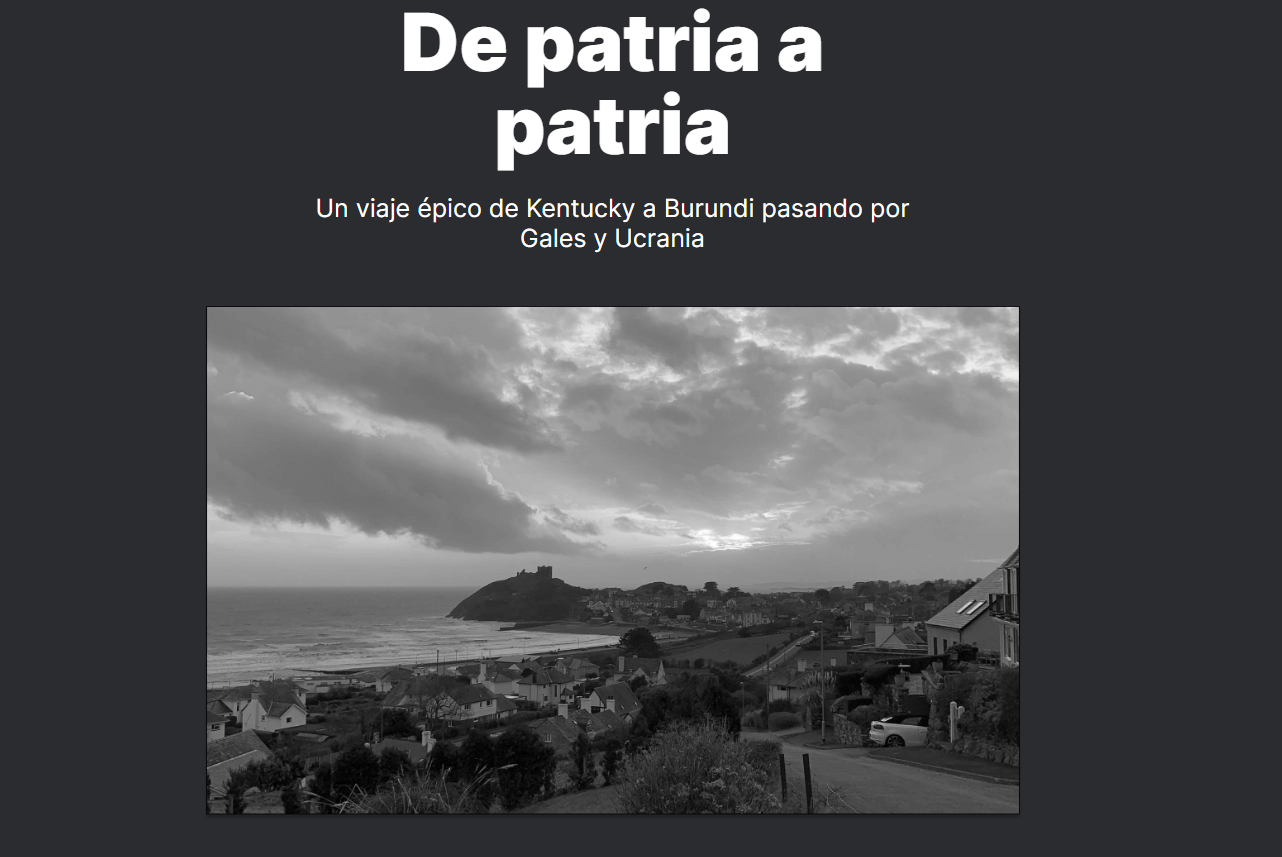 De patria a
patria
Un viaje épico de Kentucky a Burundi pasando por
Gales y Ucrania